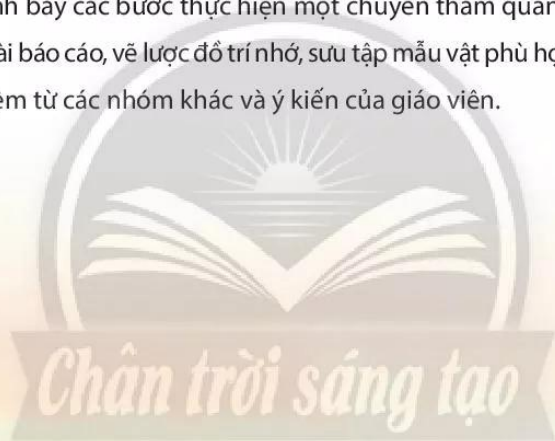 bày các bước thực hiện một chuyến tham quan
ài báo cáo, vẽ lược đồ trí nhớ, sưu tập mẫu vật phù
từ các nhóm khác và ý kiến của giáo viên.
Chân trời sáng tạo